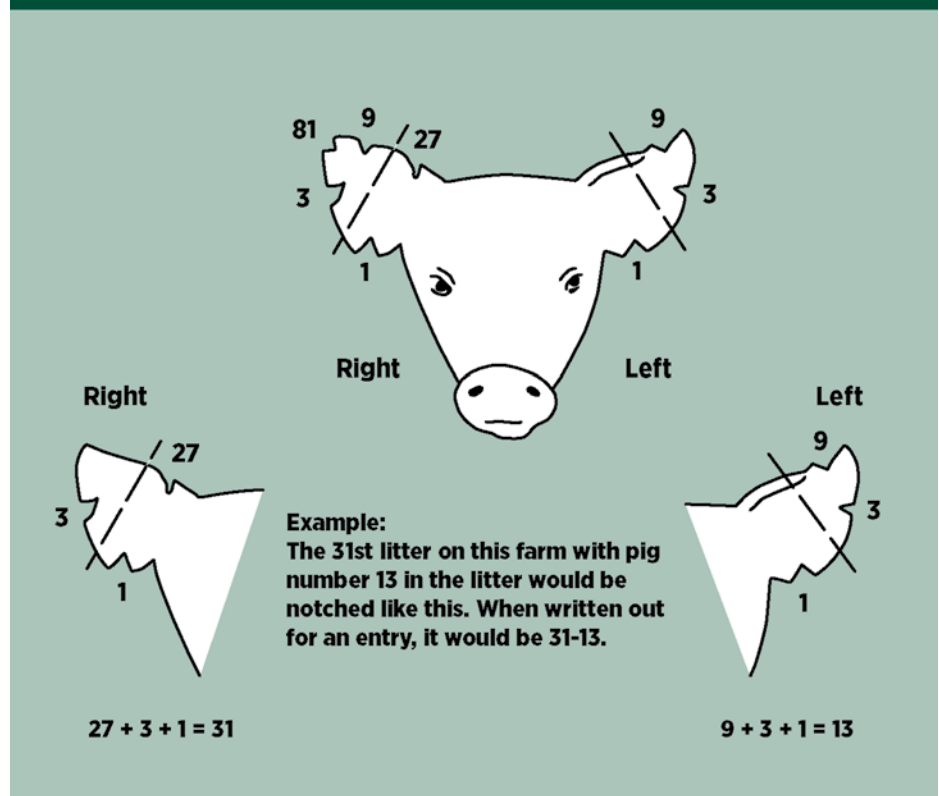 81 9 27 9
3 3
1 1
Right Left
Right Left
27 9
3 3
1 1
Example:
The 31st litter on this farm with pig
number 13 in the litter would be
notched like this. When written out
for an entry, it would be 31-13.
27 + 3 + 1 = 31 9 + 3 + 1 = 13